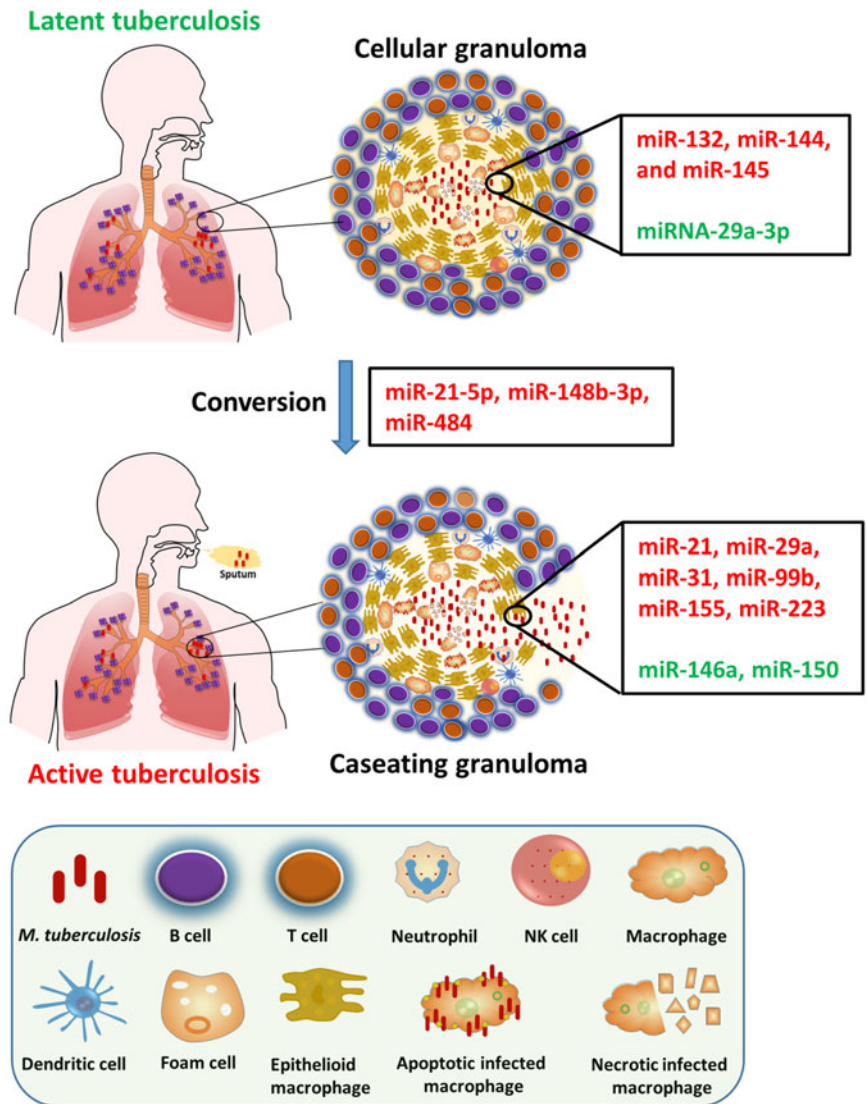 Latent tuberculosis
Cellular granuloma
miR-132, miR-144,
and miR-145
miRNA-29a-3p
Conversion
miR-21-5p, miR-148b-3p,
miR-484
Sputum
miR-21, miR-29a,
miR-31, miR-99b,
miR-155, miR-223
miR-146a, miR-150
Active tuberculosis
Caseating granuloma
M. tuberculosis
B cell
T cell
Neutrophil
NK cell
Macrophage
Dendritic cell
Foam cell
Epithelioid
macrophage
Apoptotic infected
macrophage
Necrotic infected
macrophage